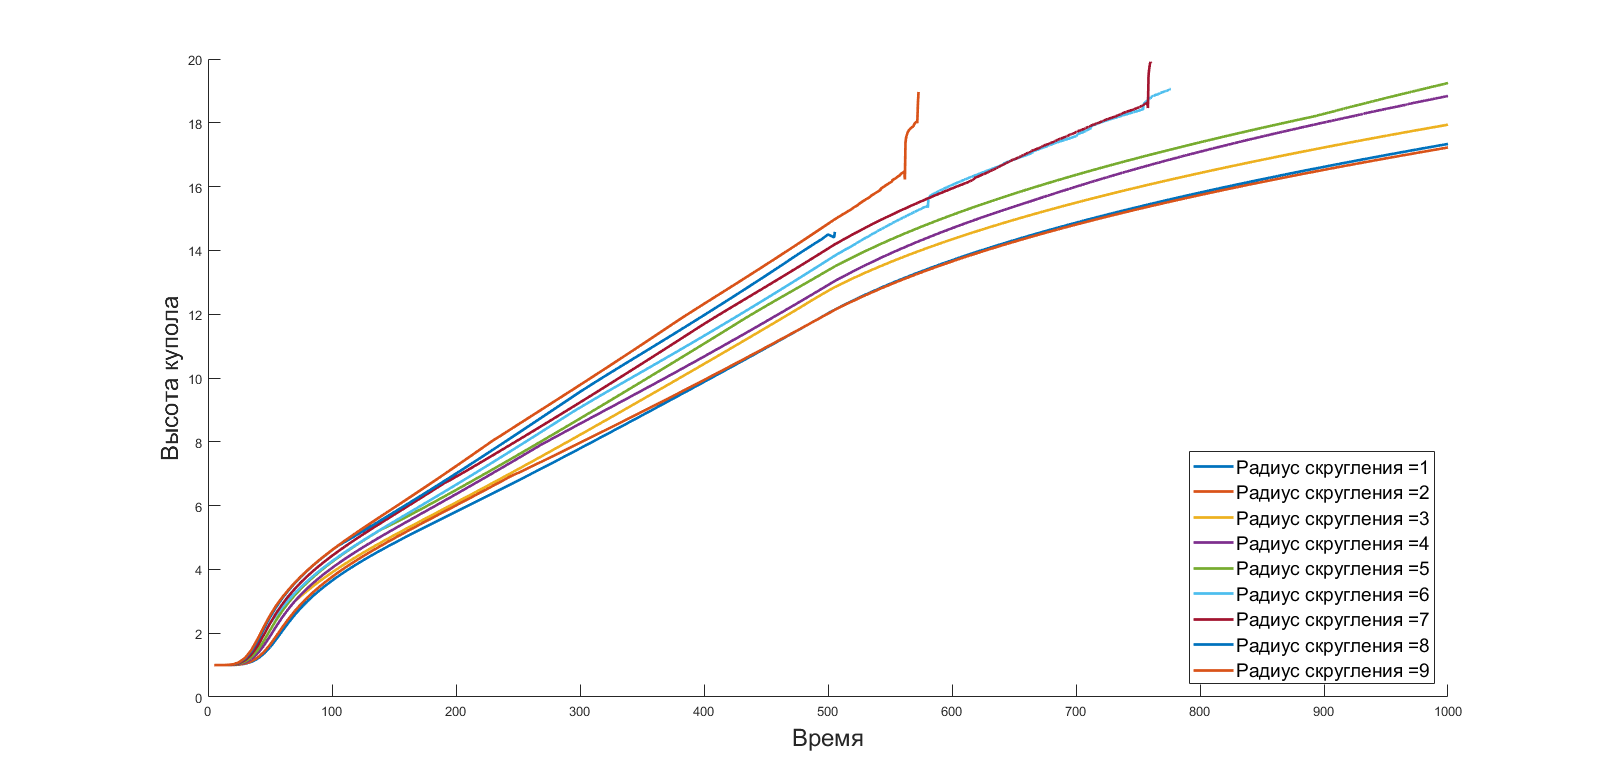 20
18
16
14
12
10
8
6
4
2
0
Высота купола
0 100 200 300 400 500 600 700 800 900 1000
Время
Радиус скругления =1
Радиус скругления =2
Радиус скругления =3
Радиус скругления =4
Радиус скругления =5
Радиус скругления =6
Радиус скругления =7
Радиус скругления =8
Радиус скругления =9